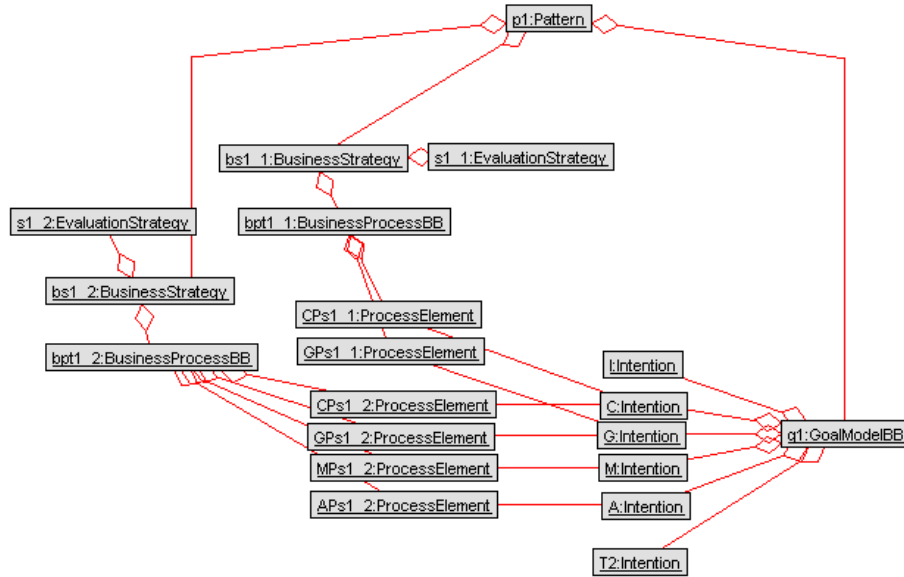 p1:Pattern
bs1_1:BusinessStrategy
s1_1:EvaluationStrategy
s1_2:EvaluationStrategy
bpt1_1:BusinessProcessBB
bs1_2:BusinessStrategy
CPs1_1:ProcessElement
GPs1_1:ProcessElement
bpt1_2:BusinessProcessBB
I:Intention
CPs1_2:ProcessElement
C:Intention
GPs1_2:ProcessElement
G:Intention
g1:GoalModelBB
MPs1_2:ProcessElement
M:Intention
APs1_2:ProcessElement
A:Intention
T2:Intention